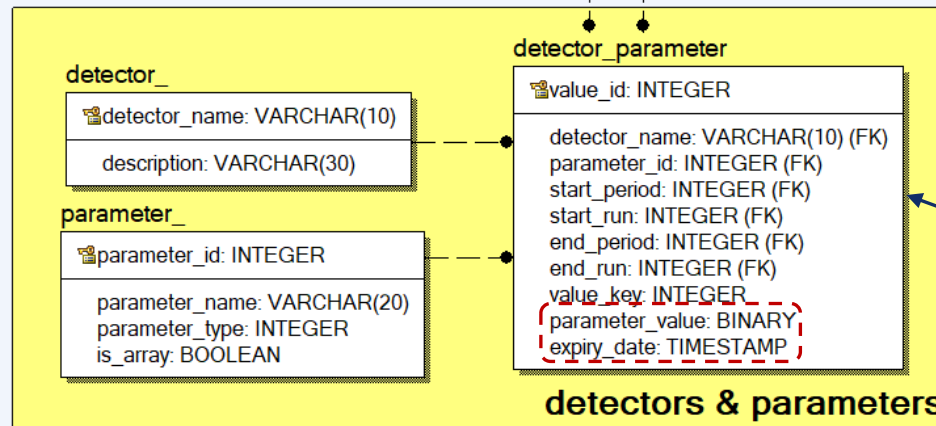 detector_
detector_name: VARCHAR(10)
description: VARCHAR(30)
parameter_
parameter_id: INTEGER
parameter_name: VARCHAR(20)
parameter_type: INTEGER
is_array: BOOLEAN
detector_parameter
value_id: INTEGER
detector_name: VARCHAR(10) (FK)
parameter_id: INTEGER (FK)
start_period: INTEGER (FK)
start_run: INTEGER (FK)
end_period: INTEGER (FK)
end_run: INTEGER (FK)
value_key: INTEGER
parameter_value: BINARY
expiry_date: TIMESTAMP
detectors & parameters